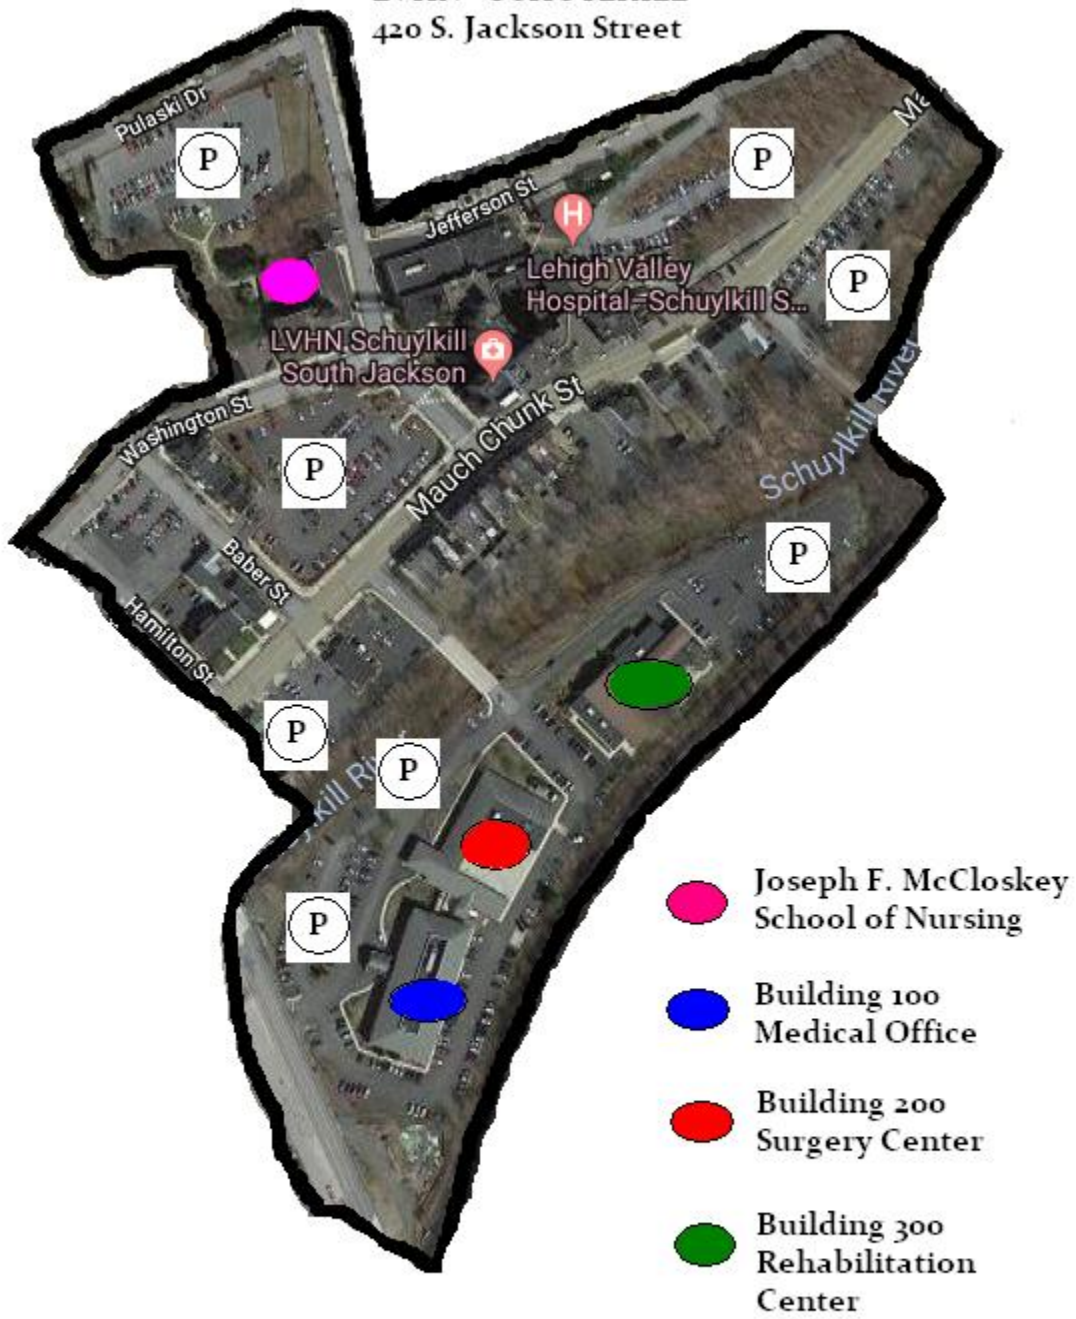 420 S. Jackson Street
Pulaski Dr
P
P
Jefferson St
H
Lehigh Valley
Hospital–Schuylkill S...
P
LVHN Schuylkill
South Jackson
Washington St
P
Mauch Chunk St
Schuylkill River
P
Baber St
Hamilton St
P
P
P
Joseph F. McCloskey
School of Nursing
Building 100
Medical Office
Building 200
Surgery Center
Building 300
Rehabilitation
Center